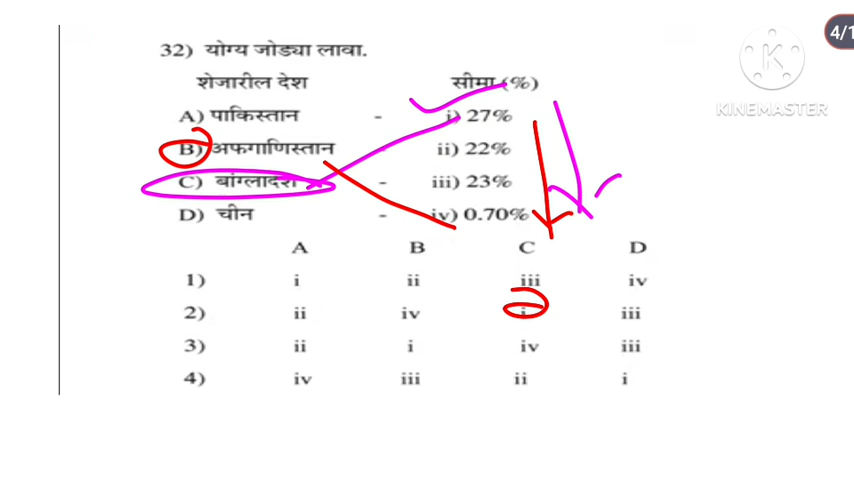 4/1
KINEMASTER
32) योग्य जोड्या लावा.
शेजारील देश सीमा (%)
A) पाकिस्तान - i) 27%
B) अफगाणिस्तान ii) 22%
C) बांग्लादेश - iii) 23%
D) चीन - iv) 0.70%
A B C D
1) i ii iii iv
2) ii iv i iii
3) ii i iv iii
4) iv iii ii i